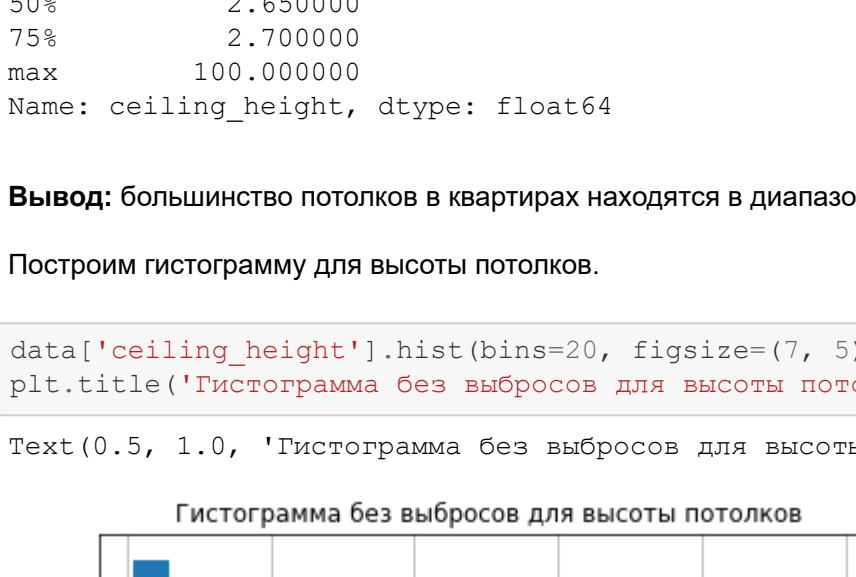 50% 2.650000
75% 2.700000
max 100.000000
Name: ceiling_height, dtype: float64
Вывод: большинство потолков в квартирах находятся в
Построим гистограмму для высоты потолков.
data['ceiling_height'].hist(bins=20, figsize=(7, 5)
plt.title('Гистограмма без выбросов для высоты
Text(0.5, 1.0, 'Гистограмма без выбросов для высоты
Гистограмма без выбросов для высоты потолков